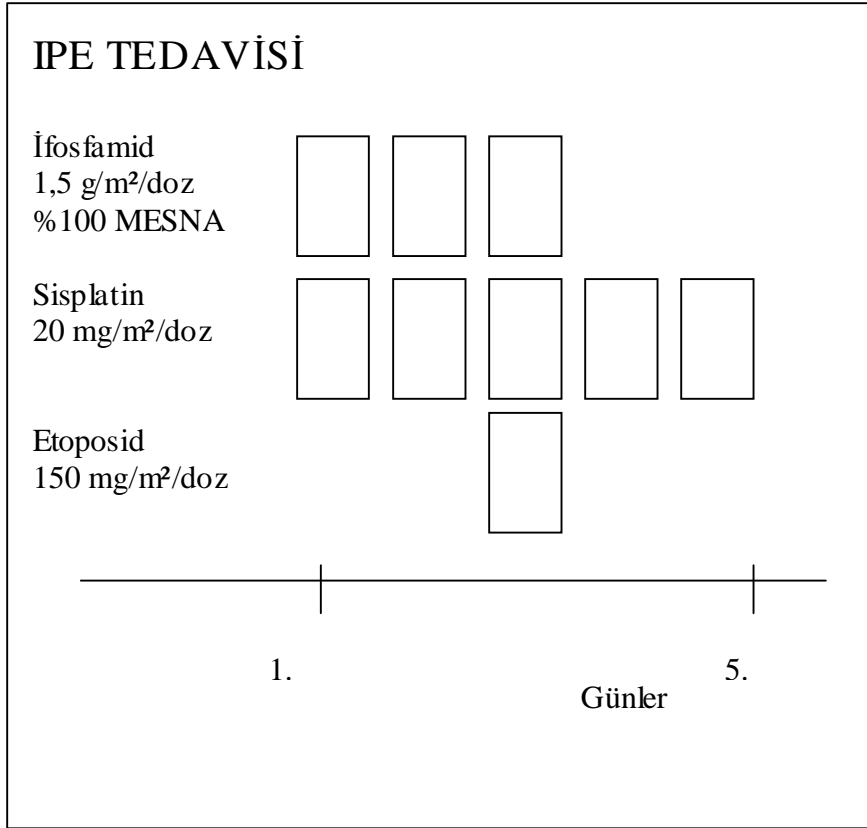 IPE TEDAVİSİ
İfosfamid
1,5 g/m²/doz
%100 MESNA
Sisplatin
20 mg/m²/doz
Etoposid
150 mg/m²/doz
1.
5.
Günler